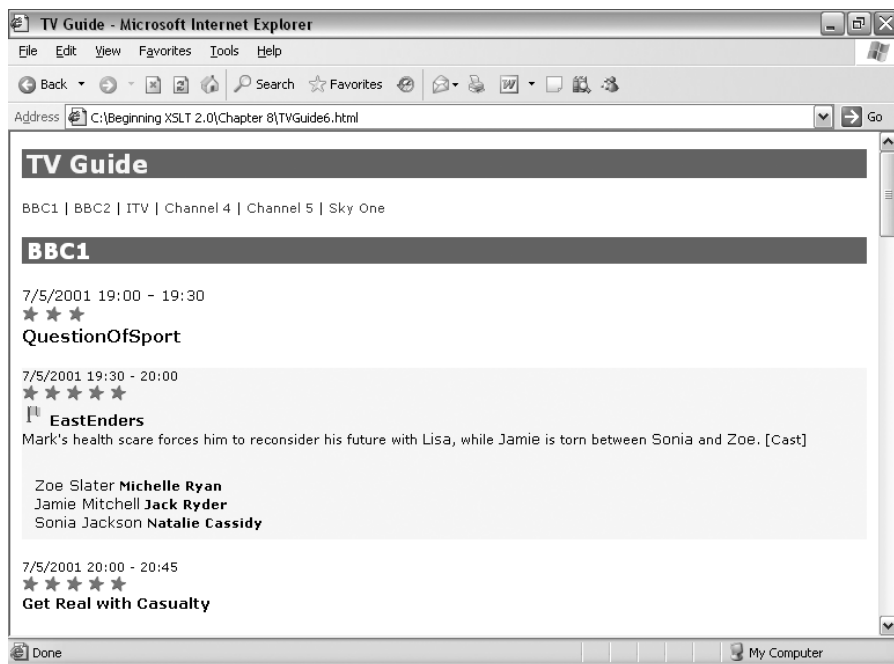 TV Guide - Microsoft Internet Explorer
File Edit View Favorites Tools Help
Back Search Favorites
Address C:\Beginning XSLT 2.0\Chapter 8\TVGuide6.html Go
TV Guide
BBC1 | BBC2 | ITV | Channel 4 | Channel 5 | Sky One
BBC1
7/5/2001 19:00 - 19:30
QuestionOfSport
7/5/2001 19:30 - 20:00
EastEnders
Mark's health scare forces him to reconsider his future with Lisa, while Jamie is torn between Sonia and Zoe. [Cast]
Zoe Slater Michelle Ryan
Jamie Mitchell Jack Ryder
Sonia Jackson Natalie Cassidy
7/5/2001 20:00 - 20:45
Get Real with Casualty
Done My Computer